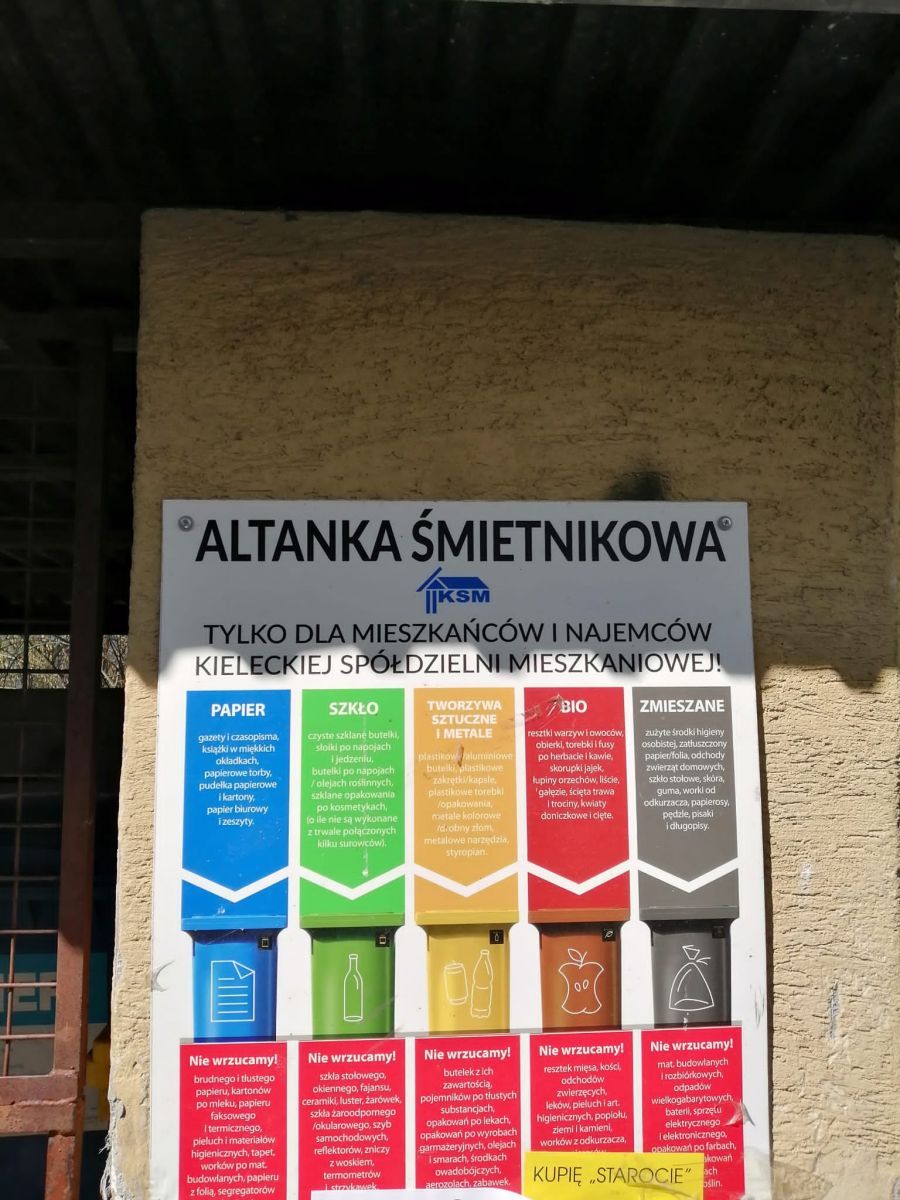 ALTANKA ŚMIETNIKOWA
KSM
TYLKO DLA MIESZKAŃCÓW I NAJEMCÓW
KIELECKIEJ SPÓŁDZIELNI MIESZKANIOWEJ!
PAPIER
gazety i czasopisma,
książki w miękkich
okładkach,
papierowe torby,
pudełka papierowe
i kartony,
papier biurowy
i zeszyty.
SZKŁO
czyste szklane butelki,
słoiki po napojach
i jedzeniu,
butelki po napojach
/ olejach roślinnych,
szklane opakowania
po kosmetykach,
(o ile nie są wykonane
z trwale połączonych
kilku surowców).
TWORZYWA
SZTUCZNE
I METALE
plastikowe/aluminiowe
butelki, plastikowe
zakrętki/kapsle,
plastikowe torebki
/opakowania,
metale kolorowe
/drobny złom,
metalowe narzędzia,
styropian.
BIO
resztki warzyw i owoców,
obierki, torebki i fusy
po herbacie i kawie,
skorupki jajek,
łupiny orzechów, liście,
gałęzie, ścięta trawa
i trociny, kwiaty
doniczkowe i cięte.
ZMIESZANE
zużyte środki higieny
osobistej, zatłuszczony
papier/folia, odchody
zwierząt domowych,
szkło stołowe, skóra,
guma, worki od
odkurzacza, papierosy,
pędzle, pisaki
i długopisy.
Nie wrzucamy!
brudnego i tłustego
papieru, kartonów
po mleku, papieru
faksowego
i termicznego,
pieluch i materiałów
higienicznych, tapet,
worków po mat.
budowlanych, papieru
z folią, segregatorów
Nie wrzucamy!
szkła stołowego,
okiennego, fajansu,
ceramiki, luster, żarówek,
szkła żaroodpornego
/okularowego, szyb
samochodowych,
reflektorów, zniczy
z woskiem,
termometrów
i strzykawek.
Nie wrzucamy!
butelek z ich
zawartością,
pojemników po tłustych
substancjach,
opakowań po lekach,
opakowań po wyrobach
garmażeryjnych, olejach
i smarach, środkach
owadobójczych,
aerozolach, zabawek.
Nie wrzucamy!
resztek mięsa, kości,
odchodów
zwierzęcych,
leków, pieluch i art.
higienicznych, popiołu,
ziemi i kamieni,
worków z odkurzacza,
Nie wrzucamy!
mat. budowlanych
i rozbiórkowych,
odpadów
wielkogabarytowych,
baterii, sprzętu
elektrycznego
i elektronicznego,
opakowań po farbach,
KUPIĘ „STAROCIE”